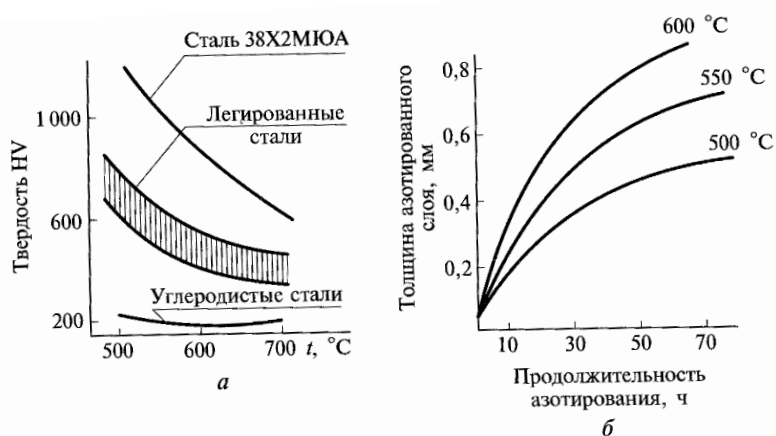 Сталь 38Х2МЮА
Легированные
стали
Углеродистые стали
Твердость HV
1 000
600
200
500
600
700
t, °C
а
600 °C
550 °C
500 °C
Толщина азотированного
слоя, мм
0,8
0,6
0,4
0,2
10
30
50
70
Продолжительность
азотирования, ч
б